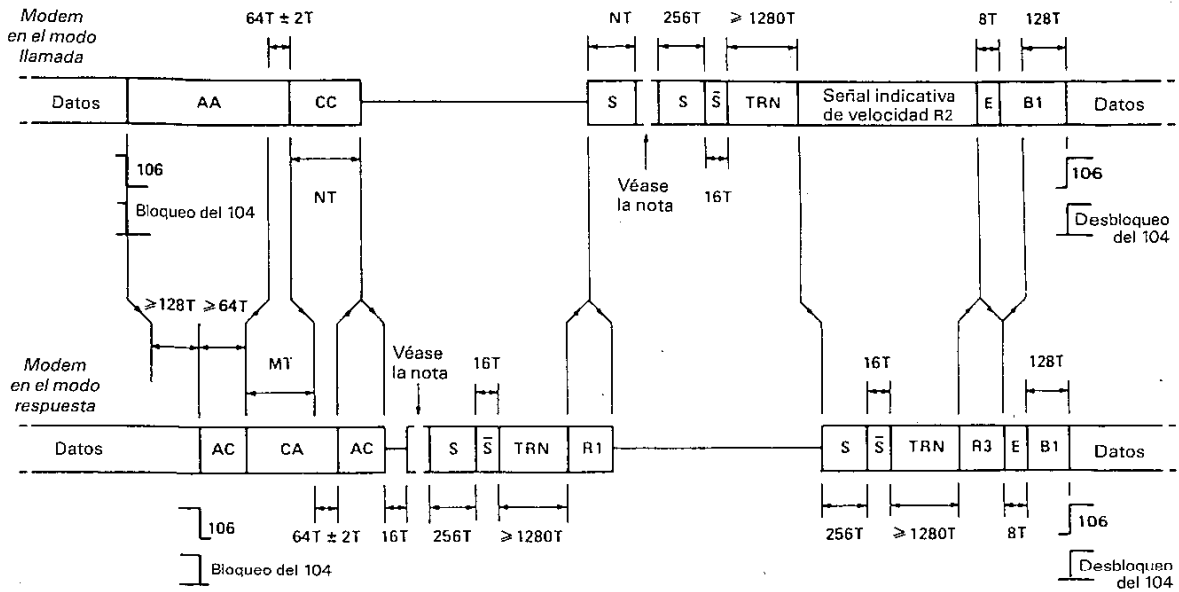 Modem
en el modo
llamada
64T ± 2T
NT
256T
⩾ 1280T
8T
128T
Datos
AA
CC
S
S
S̄
TRN
Señal indicativa
de velocidad R2
E
B1
Datos
106
Bloqueo del 104
NT
Véase
la nota
16T
106
Desbloqueo
del 104
⩾128T
⩾64T
Modem
en el modo
respuesta
MT
Véase
la nota
16T
16T
128T
Datos
AC
CA
AC
S
S̄
TRN
R1
S
S̄
TRN
R3
E
B1
Datos
106
Bloqueo del 104
64T ± 2T
16T
256T
⩾ 1280T
256T
⩾ 1280T
8T
106
Desbloqueo
del 104